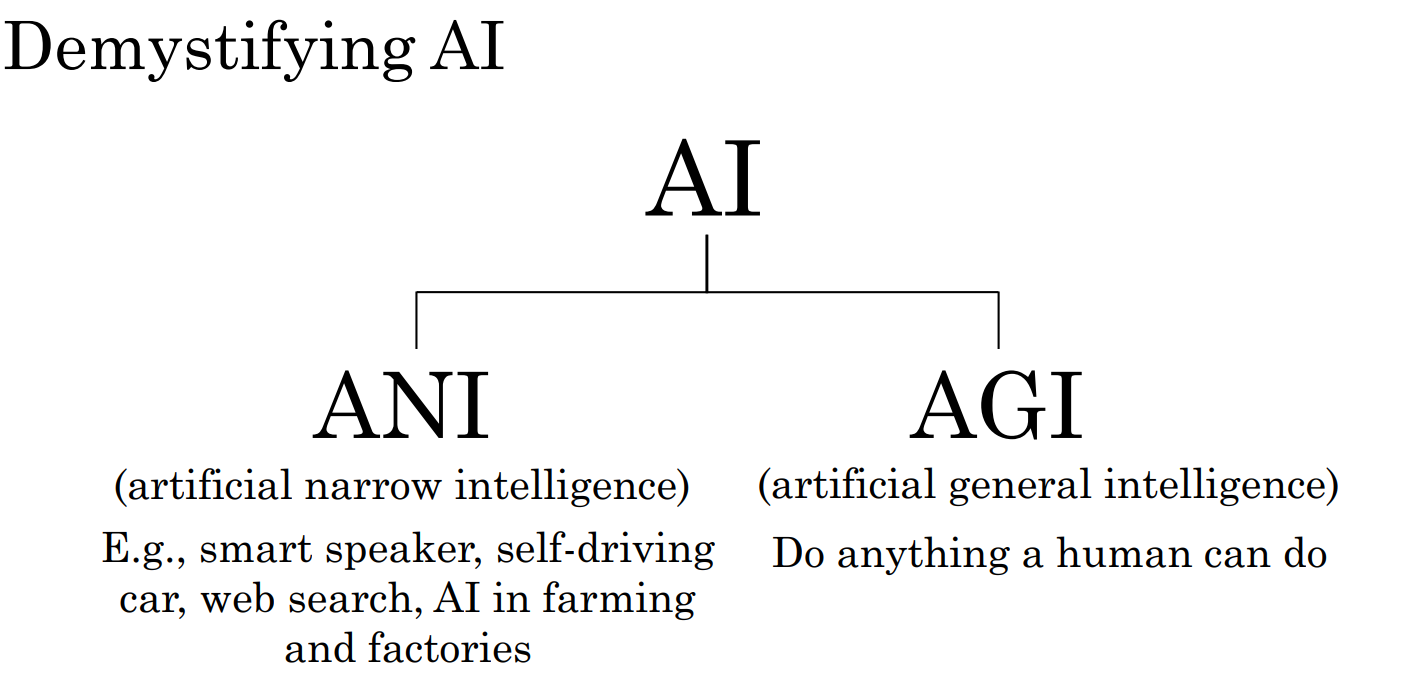 Demystifying AI
AI
ANI
(artificial narrow intelligence)
E.g., smart speaker, self-driving
car, web search, AI in farming
and factories
AGI
(artificial general intelligence)
Do anything a human can do